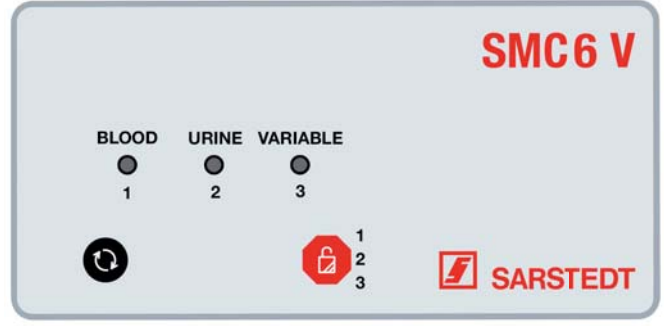 SMC6 V
BLOOD URINE VARIABLE
1 2 3
1
2
3
SARSTEDT